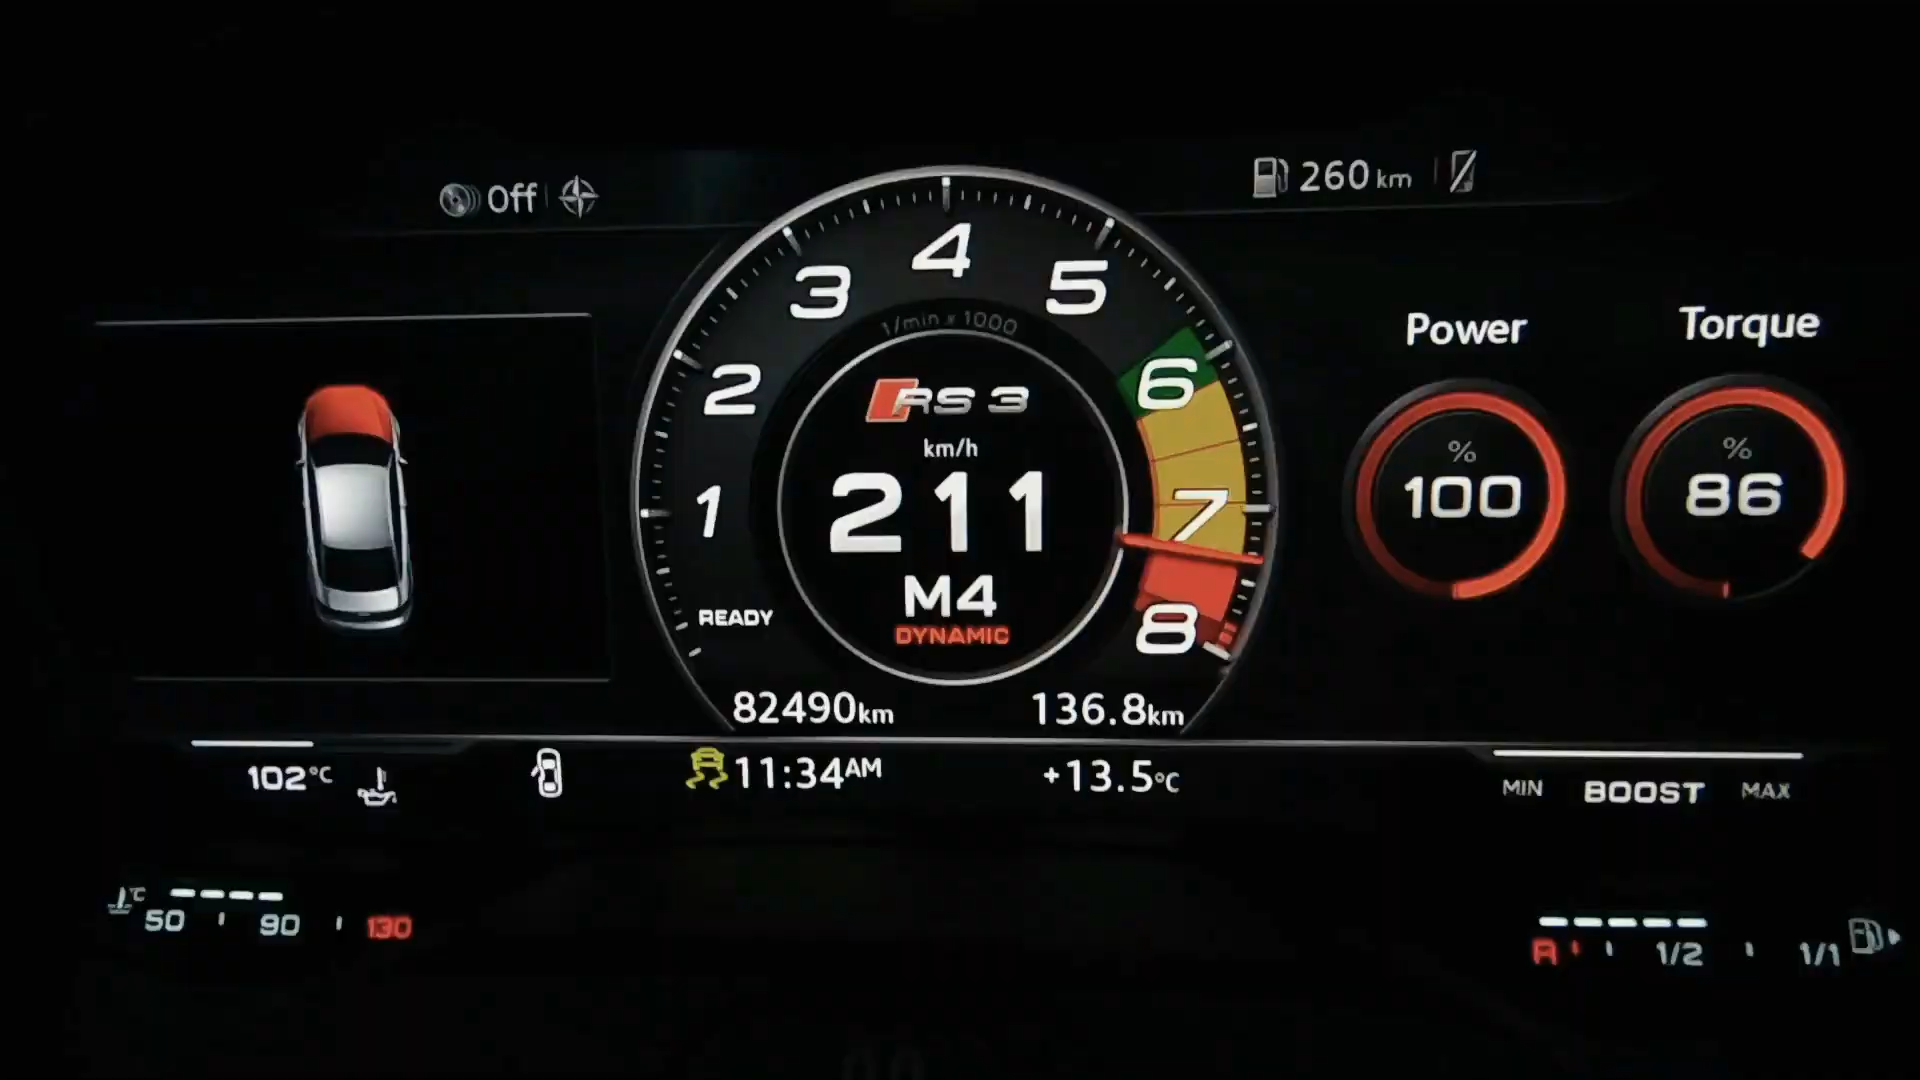 Off
260 km
4
3
5
1/min x 1000
2
6
RS 3
km/h
211
1
7
M4
READY
DYNAMIC
8
Power
Torque
%
100
%
86
82490km
136.8km
102°C
11:34AM
+13.5°C
MIN BOOST MAX
°C
50 90 130
R 1/2 1/1